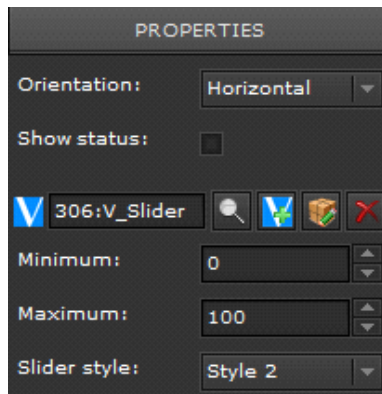 PROPERTIES
Orientation: Horizontal
Show status:
V 306:V_Slider V
Minimum: 0
Maximum: 100
Slider style: Style 2